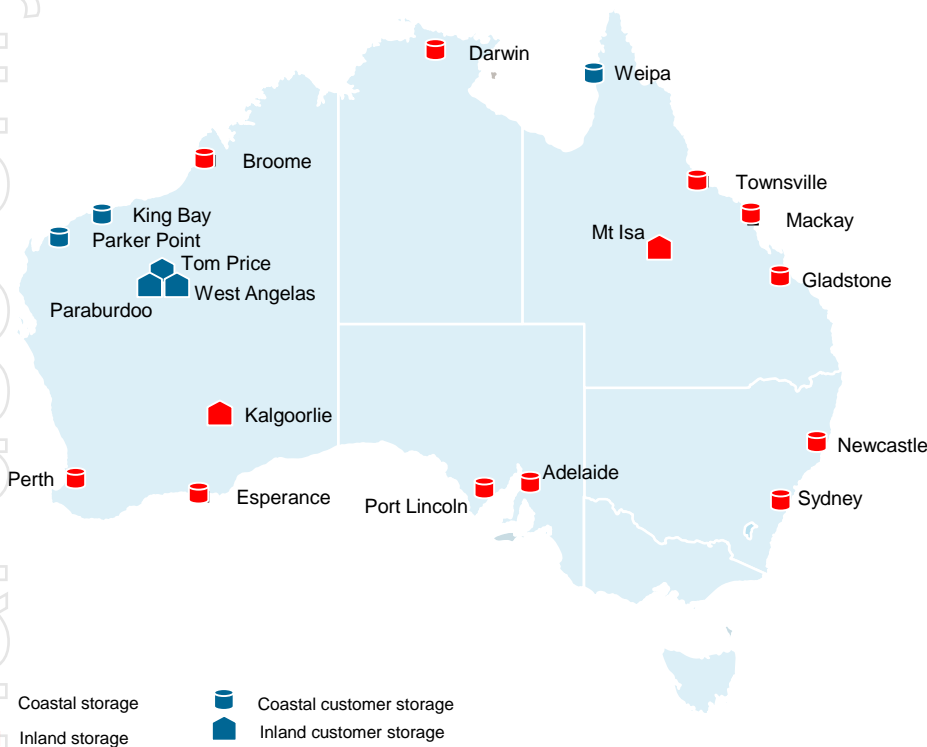 Darwin
Weipa
Broome
Townsville
King Bay
Mackay
Parker Point
Mt Isa
Tom Price
Gladstone
West Angelas
Paraburdoo
Kalgoorlie
Newcastle
Perth
Adelaide
Esperance
Port Lincoln
Sydney
Coastal storage
Coastal customer storage
Inland storage
Inland customer storage